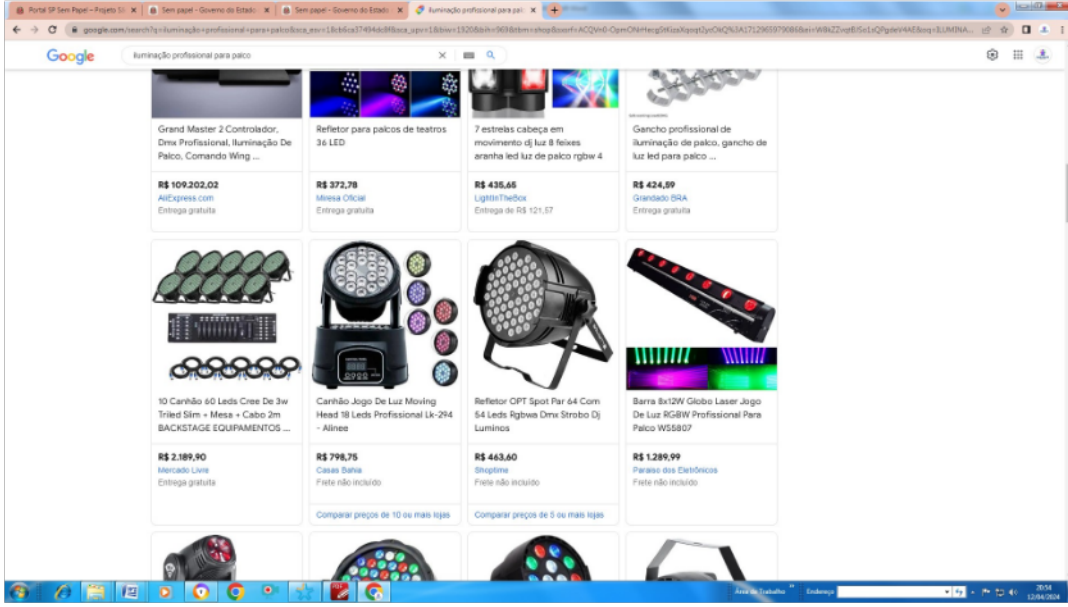 Portal SP Sem Papel – Projeto Sã
Sem papel - Governo do Estado
Sem papel - Governo do Estado
iluminação profissional para palc
Google
iluminação profissional para palco
Grand Master 2 Controlador,
Dmx Profissional, Iluminação De
Palco, Comando Wing ...
R$ 109.202,02
AliExpress.com
Entrega gratuita
Refletor para palcos de teatros
36 LED
R$ 372,78
Miresa Oficial
Entrega gratuita
7 estrelas cabeça em
movimento dj luz 8 feixes
aranha led luz de palco rgbw 4
R$ 435,65
LightInTheBox
Entrega de R$ 121,57
Gancho profissional de
iluminação de palco, gancho de
luz led para palco ...
R$ 424,59
Grandado BRA
Entrega gratuita
10 Canhão 60 Leds Cree De 3w
Triled Slim + Mesa + Cabo 2m
BACKSTAGE EQUIPAMENTOS ...
R$ 2.189,90
Mercado Livre
Entrega gratuita
Canhão Jogo De Luz Moving
Head 18 Leds Profissional Lk-294
- Alinee
R$ 798,75
Casas Bahia
Frete não incluído
Comparar preços de 10 ou mais lojas
Refletor OPT Spot Par 64 Com
54 Leds Rgbwa Dmx Strobo Dj
Luminos
R$ 463,60
Shoptime
Frete não incluído
Comparar preços de 5 ou mais lojas
Barra 8x12W Globo Laser Jogo
De Luz RGBW Profissional Para
Palco WS5807
R$ 1.289,99
Paraíso dos Eletrônicos
Frete não incluído
Área de Trabalho
Endereço
20:54
12/04/2024